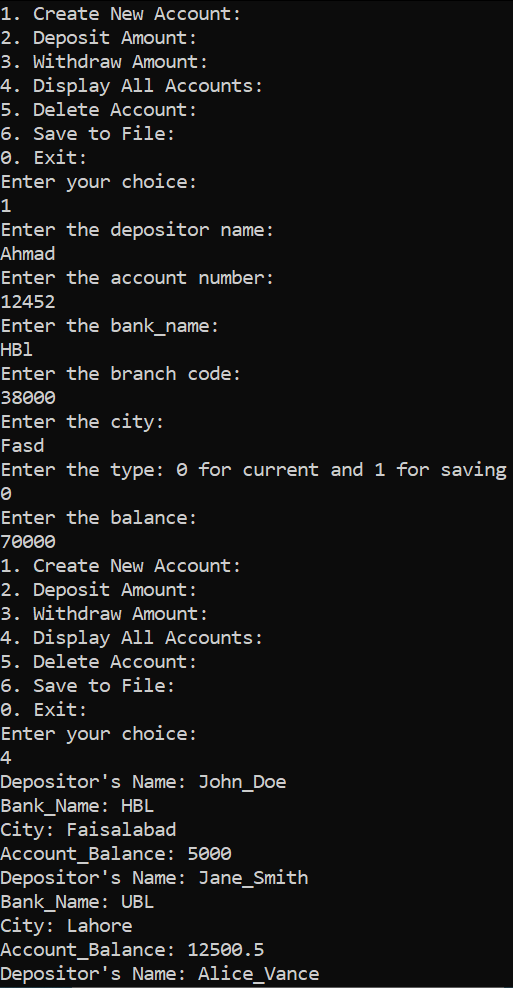 1. Create New Account:
2. Deposit Amount:
3. Withdraw Amount:
4. Display All Accounts:
5. Delete Account:
6. Save to File:
0. Exit:
Enter your choice:
1
Enter the depositor name:
Ahmad
Enter the account number:
12452
Enter the bank_name:
HBl
Enter the branch code:
38000
Enter the city:
Fasd
Enter the type: 0 for current and 1 for saving
0
Enter the balance:
70000
1. Create New Account:
2. Deposit Amount:
3. Withdraw Amount:
4. Display All Accounts:
5. Delete Account:
6. Save to File:
0. Exit:
Enter your choice:
4
Depositor's Name: John_Doe
Bank_Name: HBL
City: Faisalabad
Account_Balance: 5000
Depositor's Name: Jane_Smith
Bank_Name: UBL
City: Lahore
Account_Balance: 12500.5
Depositor's Name: Alice_Vance